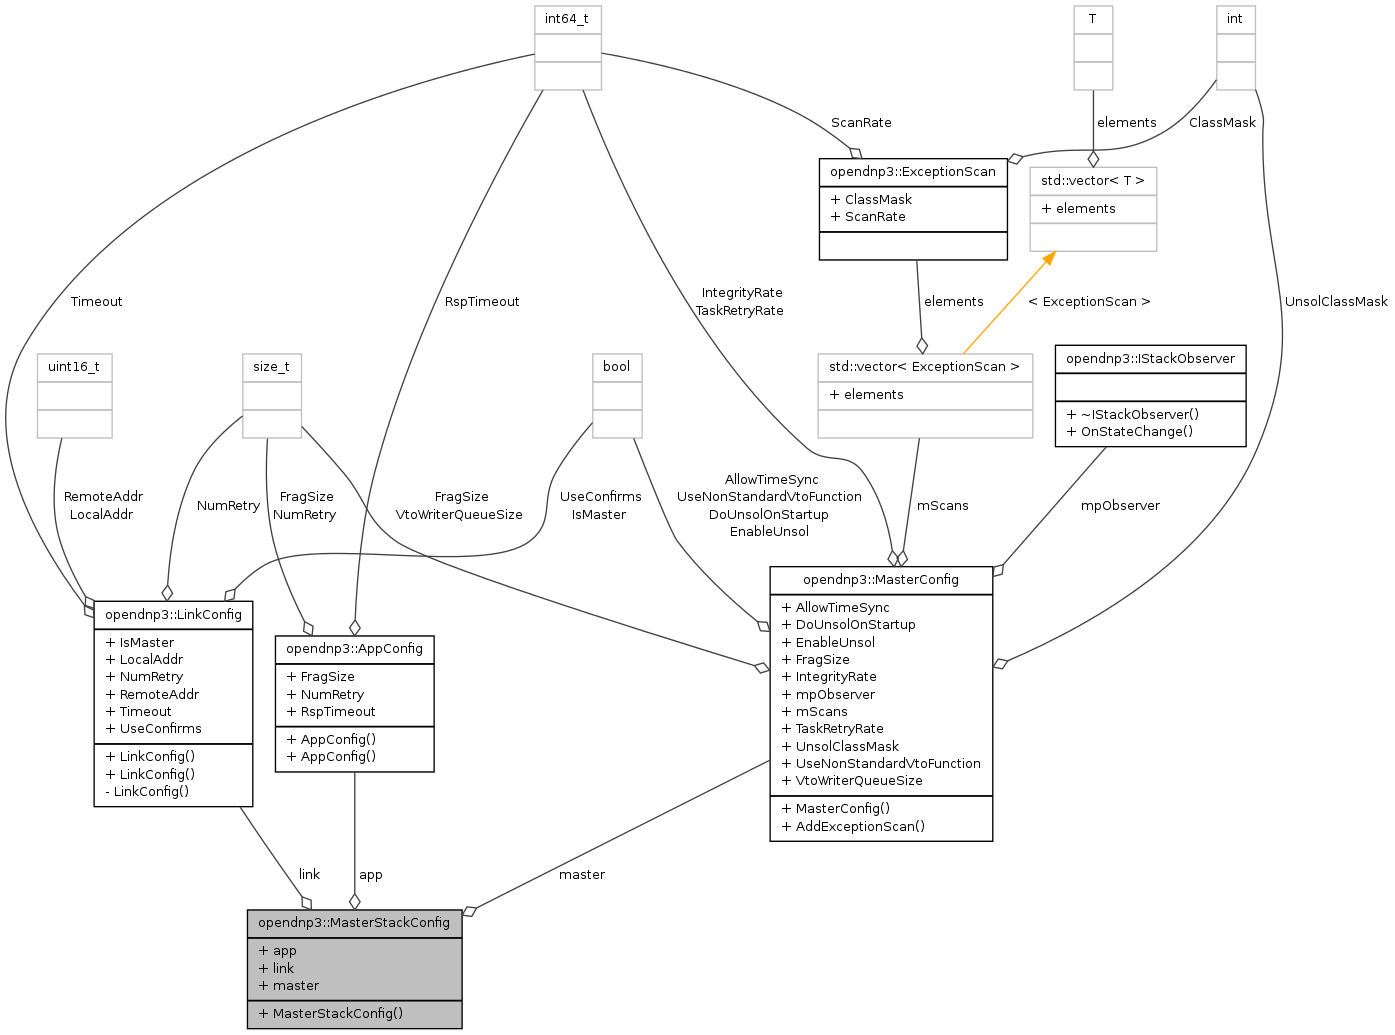 int64_t
T
int
ScanRate
elements
ClassMask
opendnp3::ExceptionScan
+ ClassMask
+ ScanRate
std::vector< T >
+ elements
Timeout
RspTimeout
IntegrityRate
TaskRetryRate
elements
< ExceptionScan >
UnsolClassMask
uint16_t
size_t
bool
std::vector< ExceptionScan >
+ elements
opendnp3::IStackObserver
+ ~IStackObserver()
+ OnStateChange()
RemoteAddr
LocalAddr
NumRetry
FragSize
NumRetry
FragSize
VtoWriterQueueSize
UseConfirms
IsMaster
AllowTimeSync
UseNonStandardVtoFunction
DoUnsolOnStartup
EnableUnsol
mScans
mpObserver
opendnp3::LinkConfig
+ IsMaster
+ LocalAddr
+ NumRetry
+ RemoteAddr
+ Timeout
+ UseConfirms
+ LinkConfig()
+ LinkConfig()
- LinkConfig()
opendnp3::AppConfig
+ FragSize
+ NumRetry
+ RspTimeout
+ AppConfig()
+ AppConfig()
opendnp3::MasterConfig
+ AllowTimeSync
+ DoUnsolOnStartup
+ EnableUnsol
+ FragSize
+ IntegrityRate
+ mpObserver
+ mScans
+ TaskRetryRate
+ UnsolClassMask
+ UseNonStandardVtoFunction
+ VtoWriterQueueSize
+ MasterConfig()
+ AddExceptionScan()
link
app
master
opendnp3::MasterStackConfig
+ app
+ link
+ master
+ MasterStackConfig()